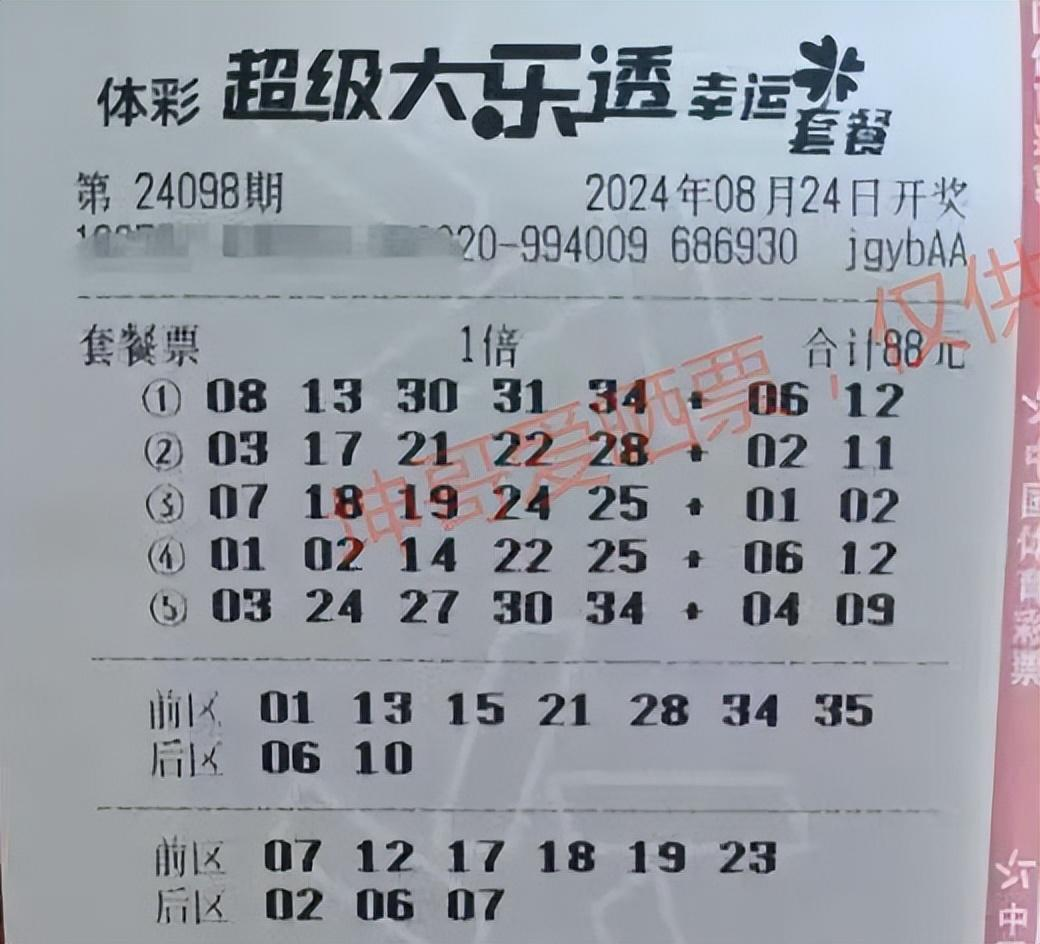 体彩 超级大乐透 幸运套餐
第 24098期 2024年08月24日开奖
20-994009 686930 jgybAA
套餐票 1倍 合计88元
① 08 13 30 31 34 + 06 12
② 03 17 21 22 28 + 02 11
③ 07 18 19 24 25 + 01 02
④ 01 02 14 22 25 + 06 12
⑤ 03 24 27 30 34 + 04 09
前区 01 13 15 21 28 34 35
后区 06 10
前区 07 12 17 18 19 23
后区 02 06 07
坤哥爱晒票，仅供
中國体育彩票
中